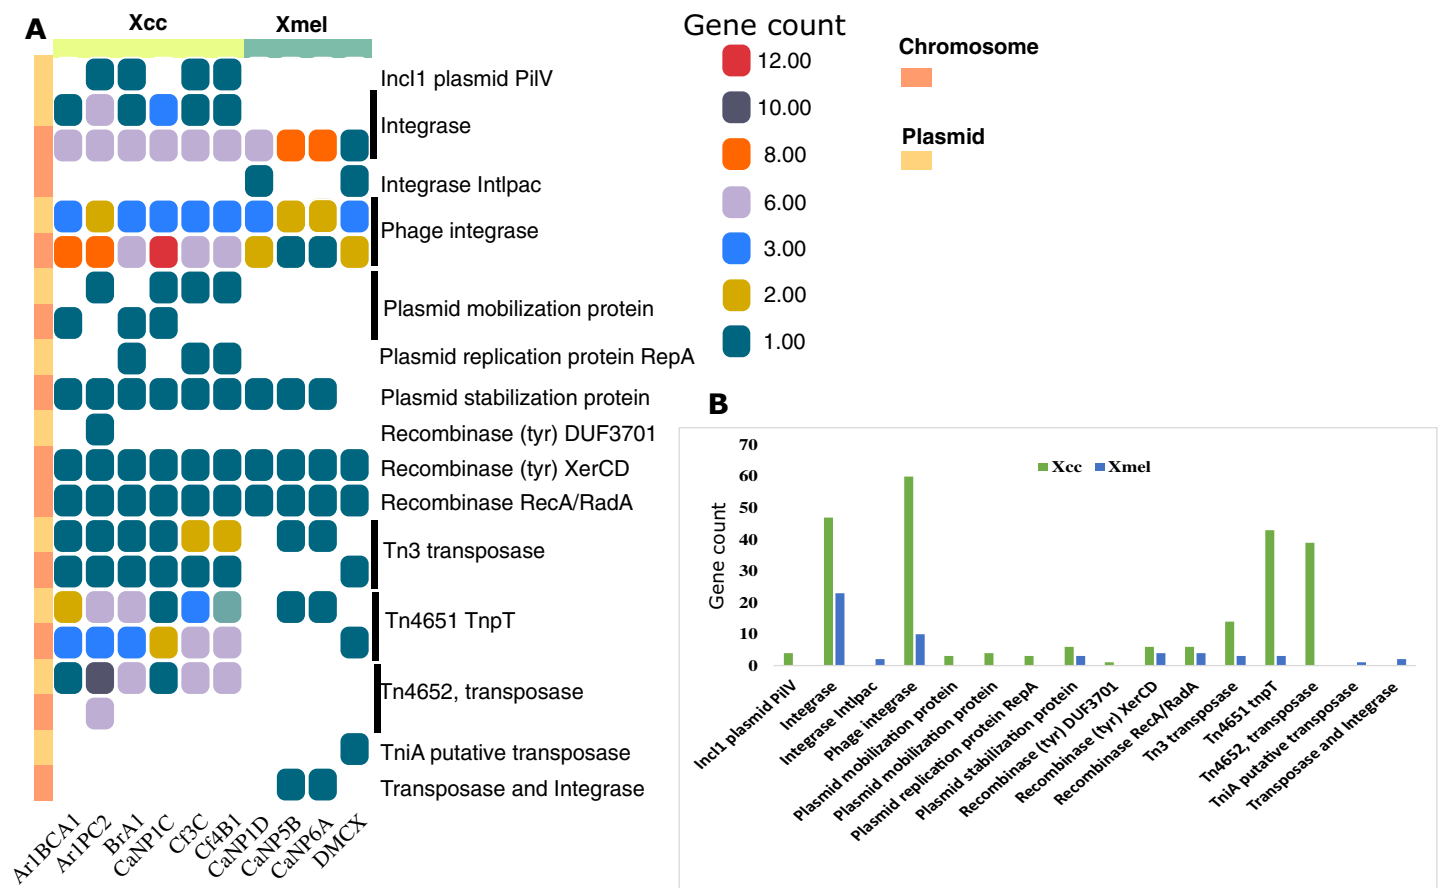 A
Xcc
Xmel
IncI1 plasmid PilV
Integrase
Integrase Intlpac
Phage integrase
Plasmid mobilization protein
Plasmid replication protein RepA
Plasmid stabilization protein
Recombinase (tyr) DUF3701
Recombinase (tyr) XerCD
Recombinase RecA/RadA
Tn3 transposase
Tn4651 TnpT
Tn4652, transposase
TniA putative transposase
Transposase and Integrase
Ar1BCA1
Ar1PC2
BrA1
CaNP1C
Cf3C
Cf4B1
CaNP1D
CaNP5B
CaNP6A
DMCX
Gene count
12.00
10.00
8.00
6.00
3.00
2.00
1.00
Chromosome
Plasmid
B
Xcc
Xmel
Gene count
70
60
50
40
30
20
10
0
IncI1 plasmid PilV
Integrase
Integrase Intlpac
Phage integrase
Plasmid mobilization protein
Plasmid mobilization protein
Plasmid replication protein RepA
Plasmid stabilization protein
Recombinase (tyr) DUF3701
Recombinase (tyr) XerCD
Recombinase RecA/RadA
Tn3 transposase
Tn4651 tnpT
Tn4652, transposase
TniA putative transposase
Transposase and Integrase